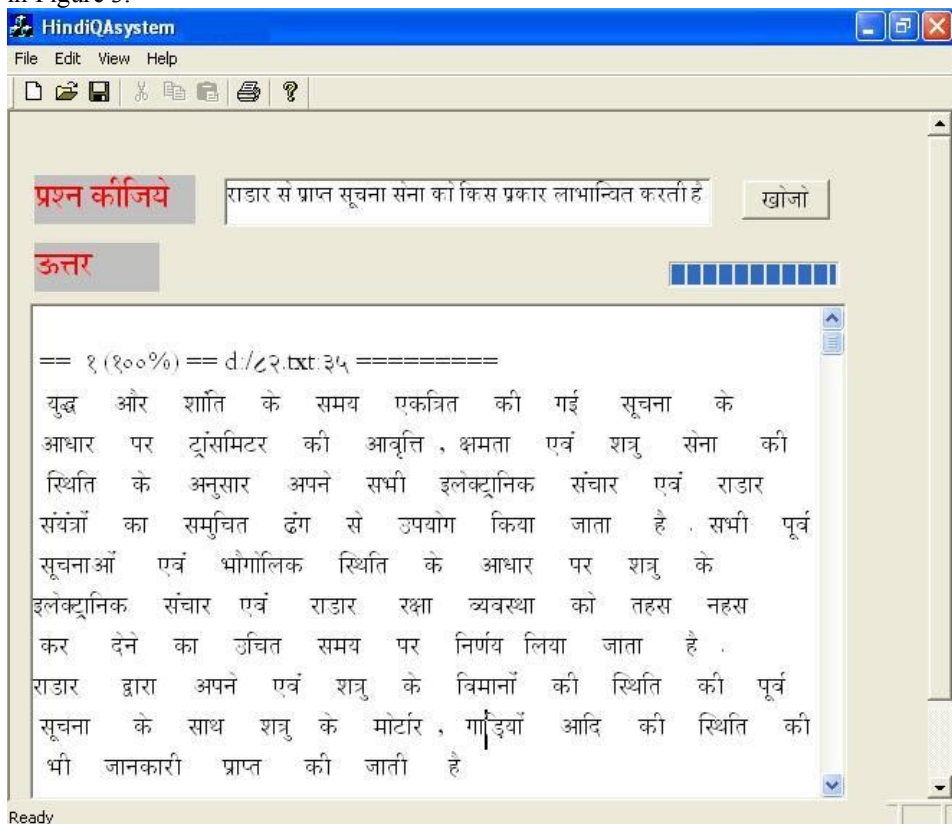 in Figure 3.
HindiQAsystem
File Edit View Help
प्रश्न कीजिये
राडार से प्राप्त सूचना सेना को किस प्रकार लाभान्वित करती है
खोजो
ऊत्तर
== १ (१००%) == d:/८२.txt:३५ =========
युद्ध और शांति के समय एकत्रित की गई सूचना के
आधार पर ट्रांसमिटर की आवृत्ति , क्षमता एवं शत्रु सेना की
स्थिति के अनुसार अपने सभी इलेक्ट्रानिक संचार एवं राडार
संयंत्रों का समुचित ढंग से उपयोग किया जाता है . सभी पूर्व
सूचनाओं एवं भौगोलिक स्थिति के आधार पर शत्रु के
इलेक्ट्रानिक संचार एवं राडार रक्षा व्यवस्था को तहस नहस
कर देने का उचित समय पर निर्णय लिया जाता है .
राडार द्वारा अपने एवं शत्रु के विमानों की स्थिति की पूर्व
सूचना के साथ शत्रु के मोर्टार , गाड़ियों आदि की स्थिति की
भी जानकारी प्राप्त की जाती है
Ready